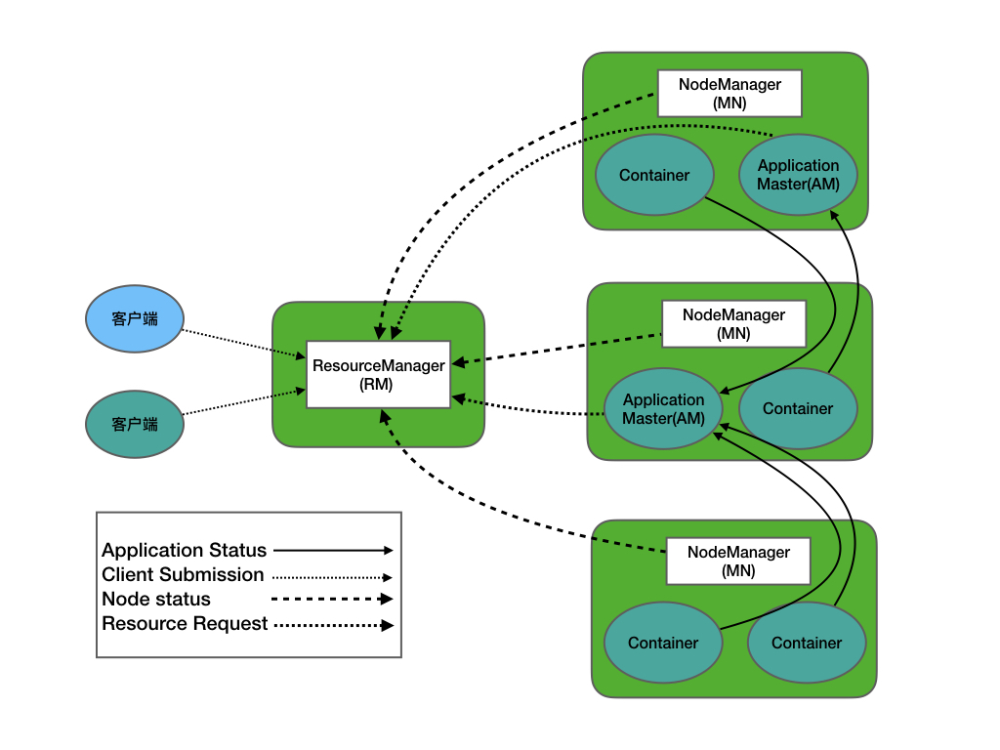 NodeManager
(MN)
Container
Application
Master(AM)
客户端
客户端
ResourceManager
(RM)
NodeManager
(MN)
Application
Master(AM)
Container
NodeManager
(MN)
Container
Container
Application Status
Client Submission
Node status
Resource Request